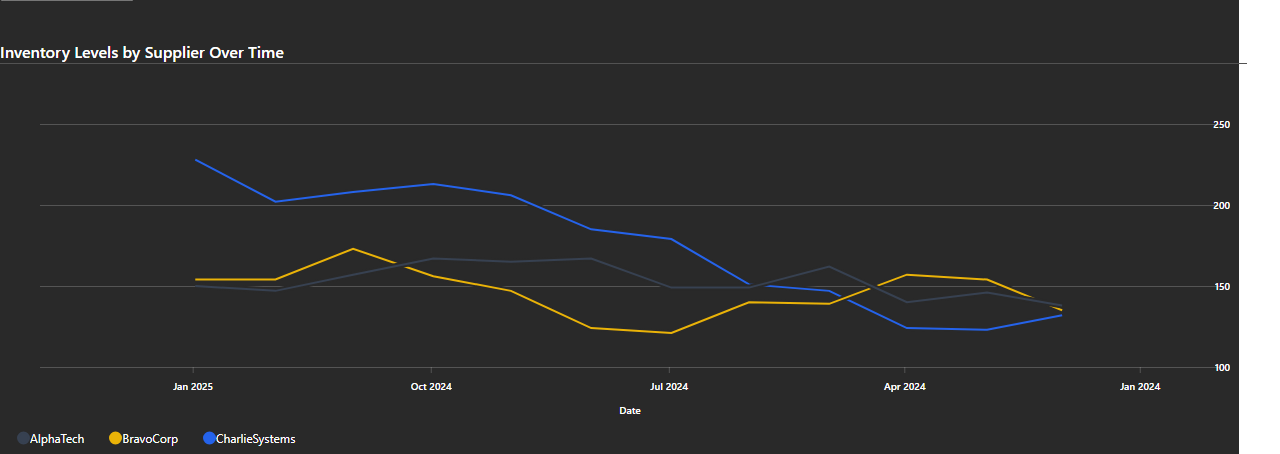 Inventory Levels by Supplier Over Time
250
200
150
100
Jan 2025 Oct 2024 Jul 2024 Apr 2024 Jan 2024
Date
AlphaTech BravoCorp CharlieSystems